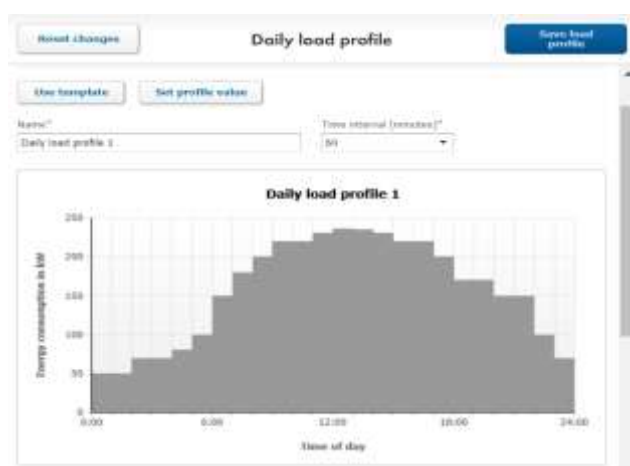 Reset changes
Daily load profile
Save load
profile
Use template
Set profile value
Name*
Time interval [minutes]*
Daily load profile 1
60
Daily load profile 1
Energy consumption in kW
250
200
150
100
50
0
0:00
6:00
12:00
18:00
24:00
Time of day